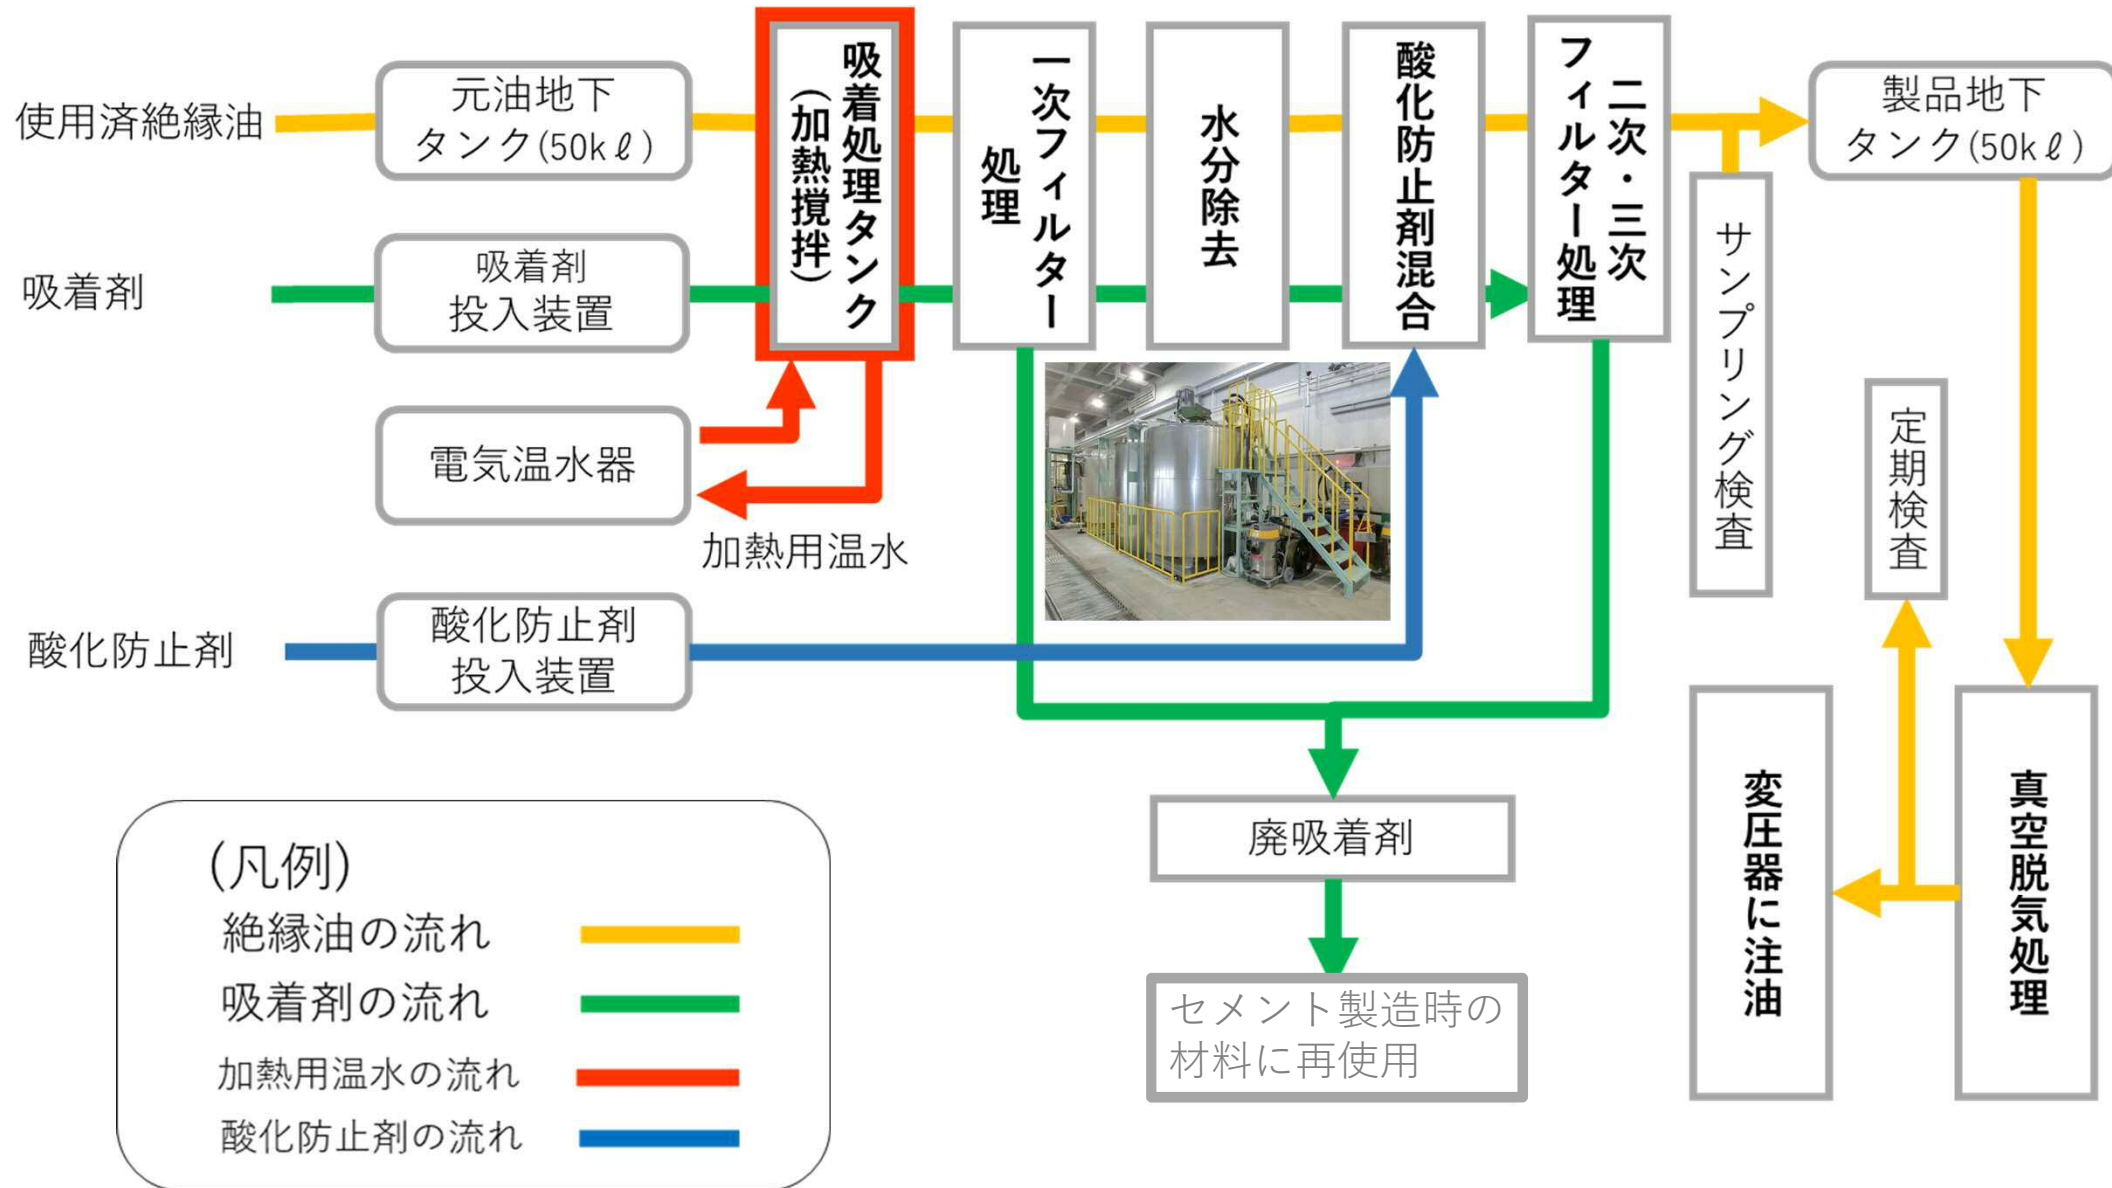 使用済絶縁油
元油地下
タンク(50kℓ)
吸着処理タンク
(加熱撹拌)
一次フィルター
処理
水分除去
酸化防止剤混合
二次・三次
フィルター処理
製品地下
タンク(50kℓ)
サンプリング検査
吸着剤
吸着剤
投入装置
電気温水器
加熱用温水
酸化防止剤
酸化防止剤
投入装置
定期検査
変圧器に注油
真空脱気処理
廃吸着剤
セメント製造時の
材料に再使用
(凡例)
絶縁油の流れ
吸着剤の流れ
加熱用温水の流れ
酸化防止剤の流れ